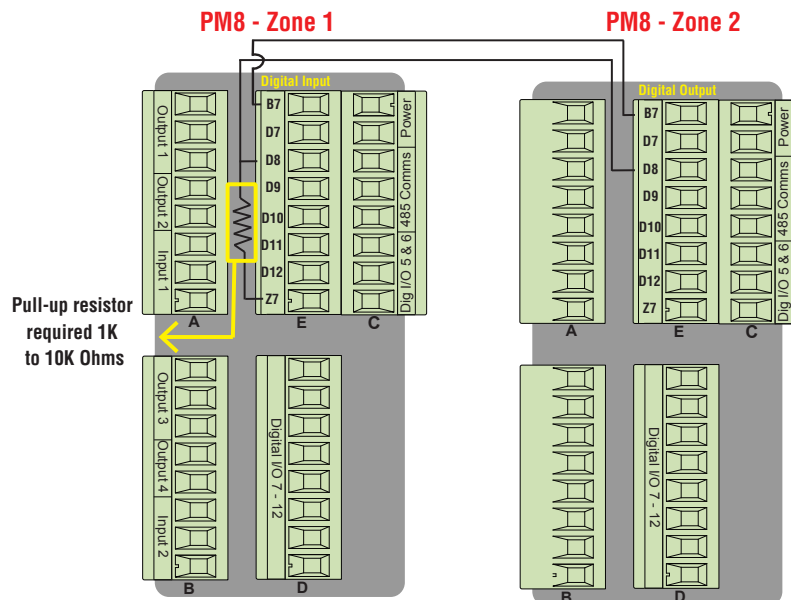 PM8 - Zone 1
PM8 - Zone 2
Digital Input
Output 1
Output 2
Input 1
A
B7
D7
D8
D9
D10
D11
D12
Z7
E
Power
485 Comms
Dig I/O 5 & 6
C
Pull-up resistor
required 1K
to 10K Ohms
Output 3
Output 4
Input 2
B
Digital I/O 7 - 12
D
Digital Output
A
B7
D7
D8
D9
D10
D11
D12
Z7
E
Power
485 Comms
Dig I/O 5 & 6
C
B
Digital I/O 7 - 12
D